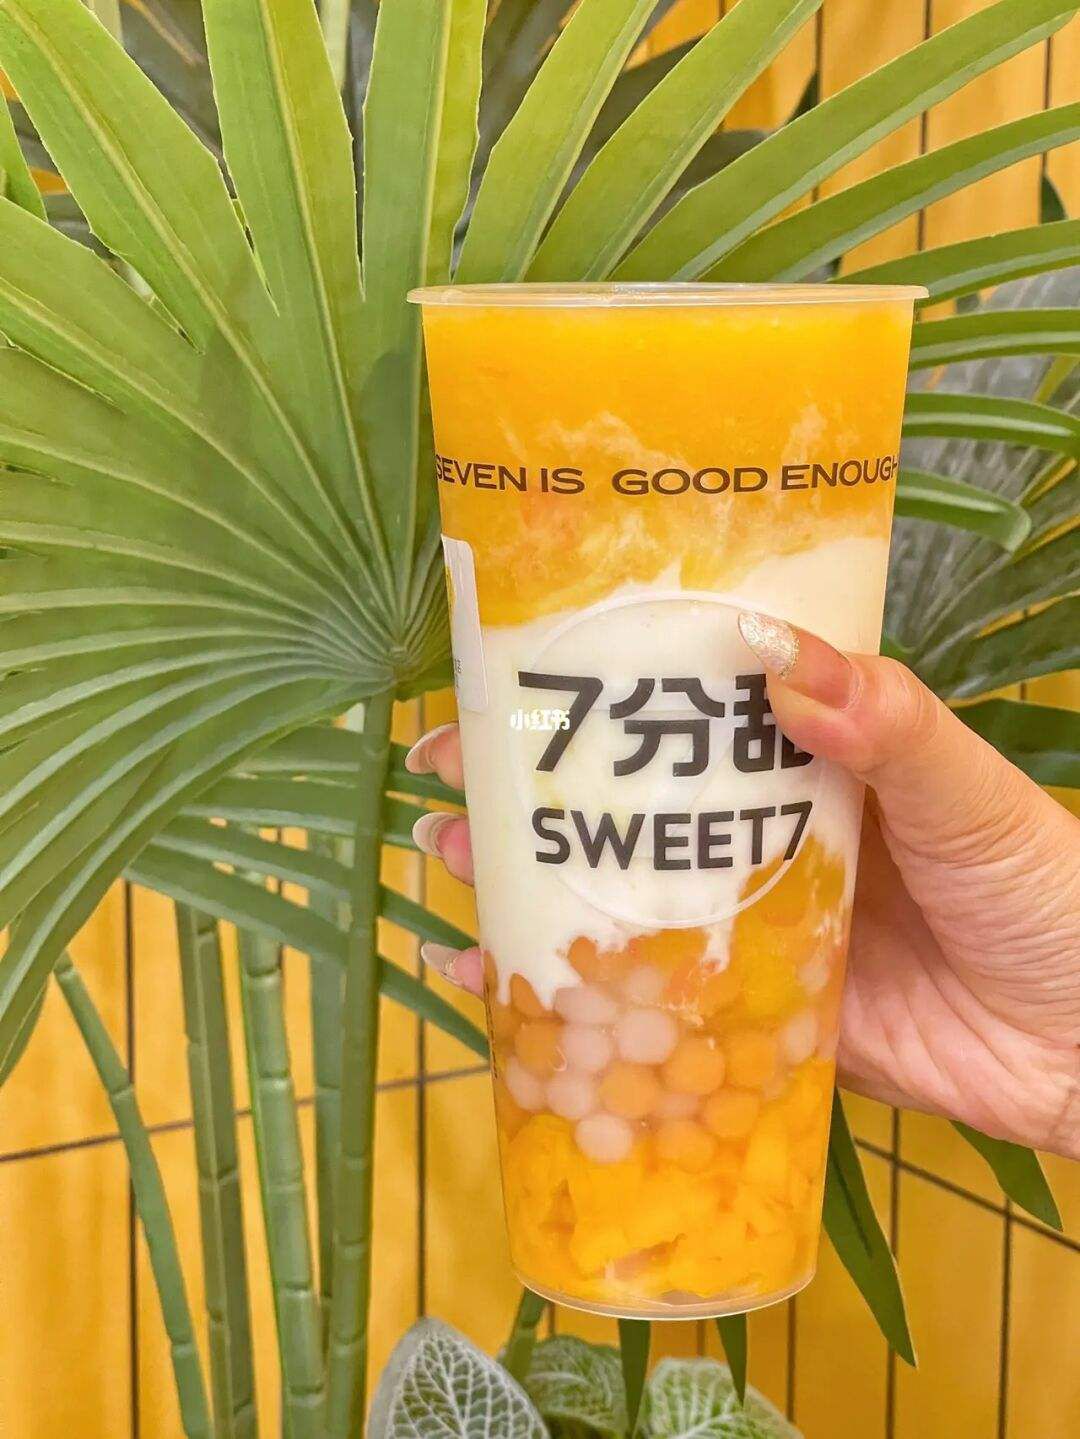 SEVEN IS GOOD ENOUGH
7分甜
小红书
SWEET7